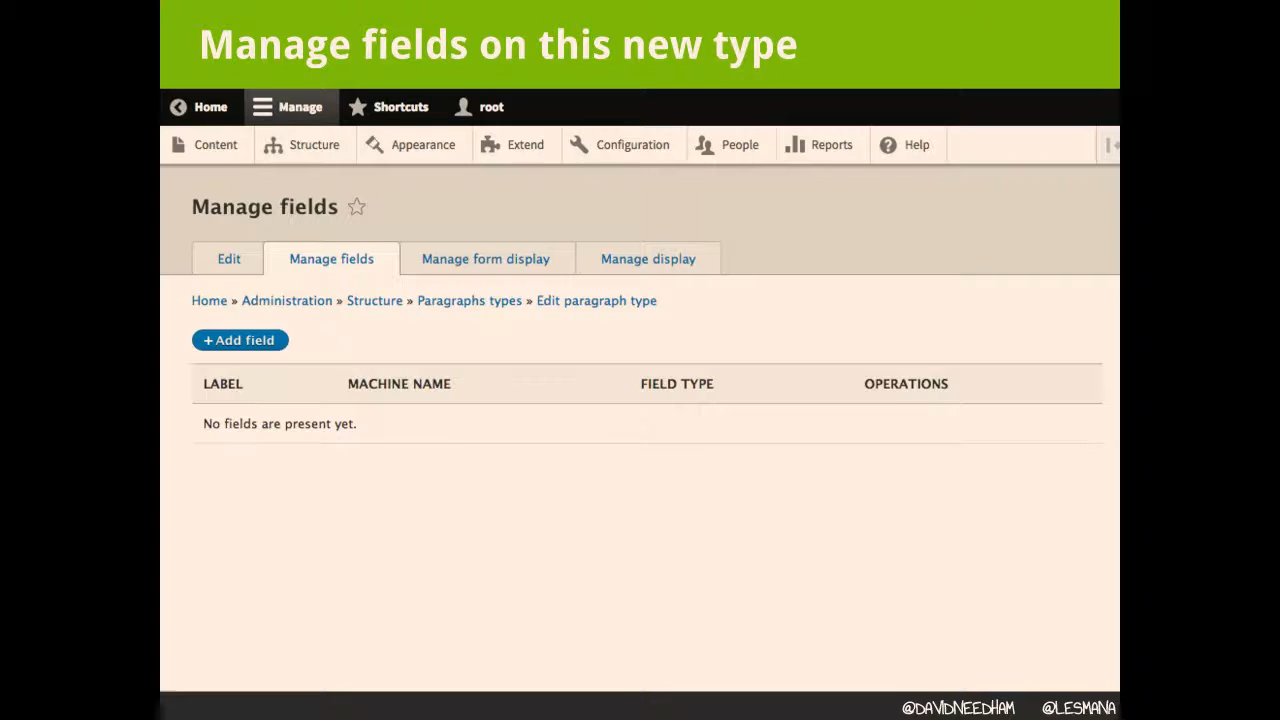 Manage fields on this new type
Home Manage Shortcuts root
Content Structure Appearance Extend Configuration People Reports Help
Manage fields
Edit Manage fields Manage form display Manage display
Home » Administration » Structure » Paragraphs types » Edit paragraph type
+ Add field
LABEL MACHINE NAME FIELD TYPE OPERATIONS
No fields are present yet.
@DAVIDNEEDHAM @LESMANA